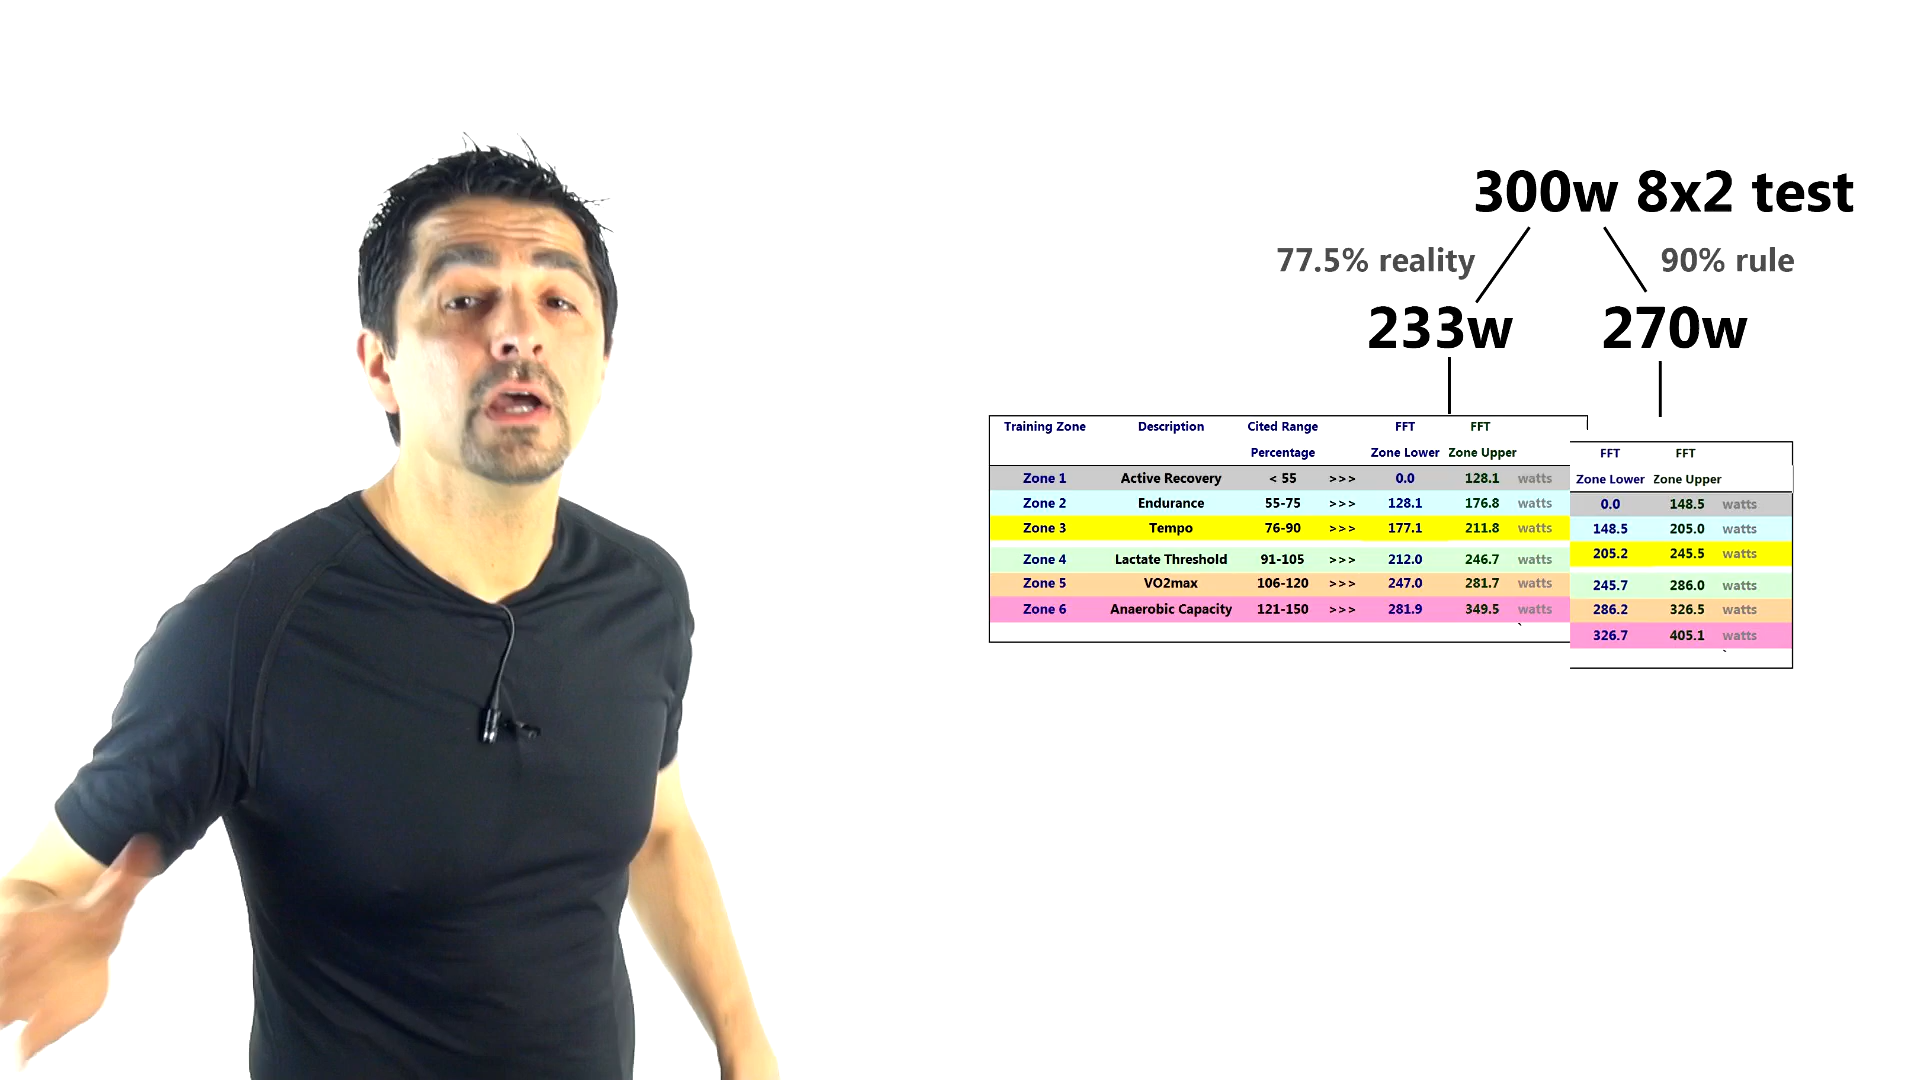 300w 8x2 test
77.5% reality
90% rule
233w
270w
Training Zone Description Cited Range FFT FFT
Percentage Zone Lower Zone Upper
Zone 1 Active Recovery < 55 >>> 0.0 128.1 watts
Zone 2 Endurance 55-75 >>> 128.1 176.8 watts
Zone 3 Tempo 76-90 >>> 177.1 211.8 watts
Zone 4 Lactate Threshold 91-105 >>> 212.0 246.7 watts
Zone 5 VO2max 106-120 >>> 247.0 281.7 watts
Zone 6 Anaerobic Capacity 121-150 >>> 281.9 349.5 watts
FFT FFT
Zone Lower Zone Upper
0.0 148.5 watts
148.5 205.0 watts
205.2 245.5 watts
245.7 286.0 watts
286.2 326.5 watts
326.7 405.1 watts